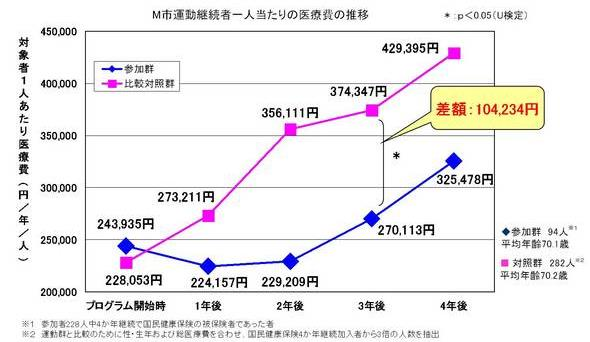 M市運動継続者一人当たりの医療費の推移
＊：p＜0.05(U検定)
対象者1人あたり医療費（円／年／人）
450,000
400,000
350,000
300,000
250,000
200,000
参加群
比較対照群
429,395円
374,347円
356,111円
差額：104,234円
＊
325,478円
273,211円
270,113円
243,935円
228,053円
224,157円
229,209円
プログラム開始時 1年後 2年後 3年後 4年後
参加群 94人※1
平均年齢70.1歳
対照群 282人※2
平均年齢70.2歳
※1 参加者228人中4か年継続で国民健康保険の被保険者であった者
※2 運動群と比較のために性・生年および総医療費を合わせ、国民健康保険4か年継続加入者から3倍の人数を抽出